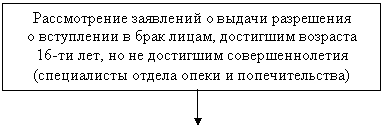 Рассмотрение заявлений о выдачи разрешения
о вступлении в брак лицам, достигшим возраста
16-ти лет, но не достигшим совершеннолетия
(специалисты отдела опеки и попечительства)